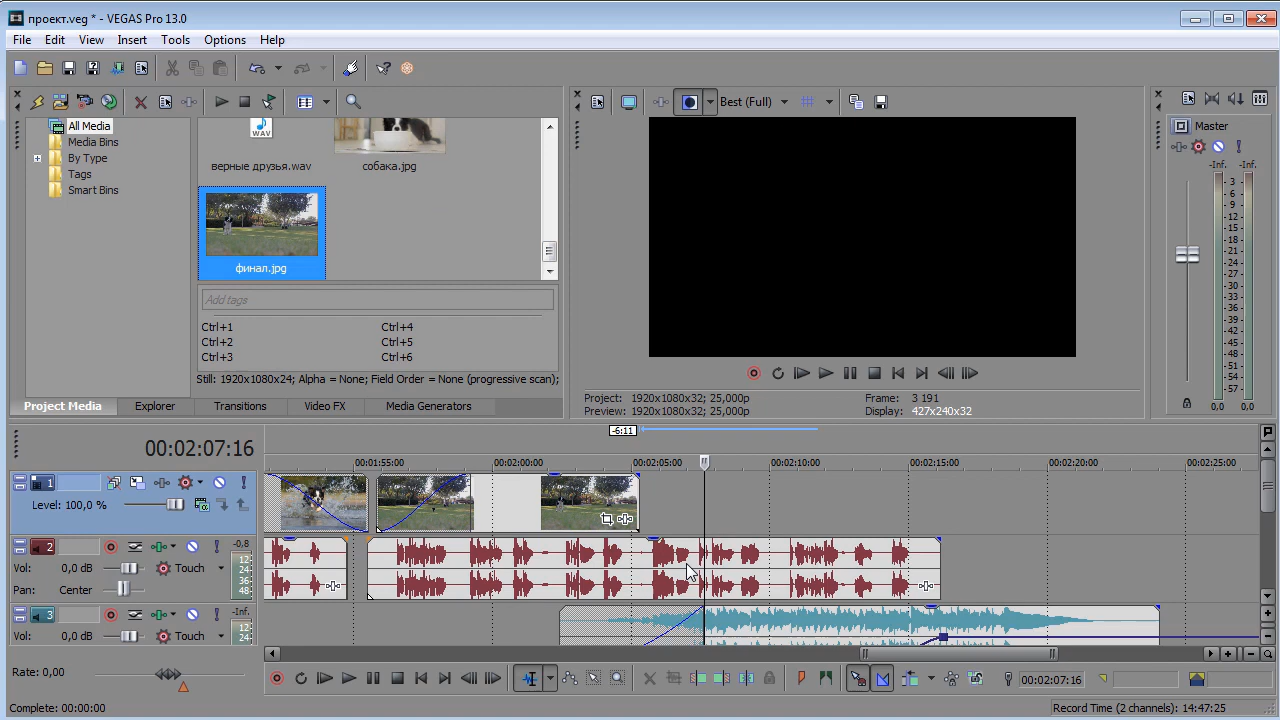 проект.veg * - VEGAS Pro 13.0
File Edit View Insert Tools Options Help
Best (Full)
All Media
Media Bins
By Type
Tags
Smart Bins
WAV
верные друзья.wav
собака.jpg
финал.jpg
Add tags
Ctrl+1 Ctrl+4
Ctrl+2 Ctrl+5
Ctrl+3 Ctrl+6
Still: 1920x1080x24; Alpha = None; Field Order = None (progressive scan);
Project Media Explorer Transitions Video FX Media Generators
Project: 1920x1080x32; 25,000p Frame: 3 191
Preview: 1920x1080x32; 25,000p Display: 427x240x32
Master
-Inf. -Inf.
3
6
9
12
15
18
21
24
27
30
33
36
39
42
45
48
51
54
57
0,0 0,0
00:02:07:16
-6:11
00:01:55:00 00:02:00:00 00:02:05:00 00:02:10:00 00:02:15:00 00:02:20:00 00:02:25:00
1
Level: 100,0 %
2
-0,8
Vol: 0,0 dB Touch
Pan: Center
12
24
36
48
3
-Inf.
Vol: 0,0 dB Touch
12
24
Rate: 0,00
00:02:07:16
Complete: 00:00:00
Record Time (2 channels): 14:47:25